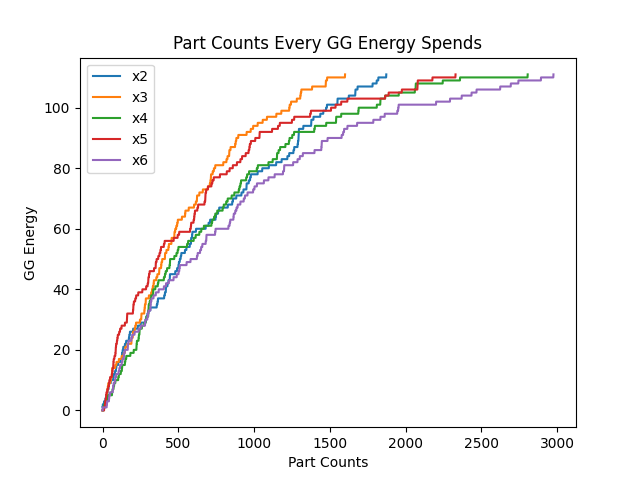 Part Counts Every GG Energy Spends
x2
x3
x4
x5
x6
100
80
60
40
20
0
GG Energy
0 500 1000 1500 2000 2500 3000
Part Counts